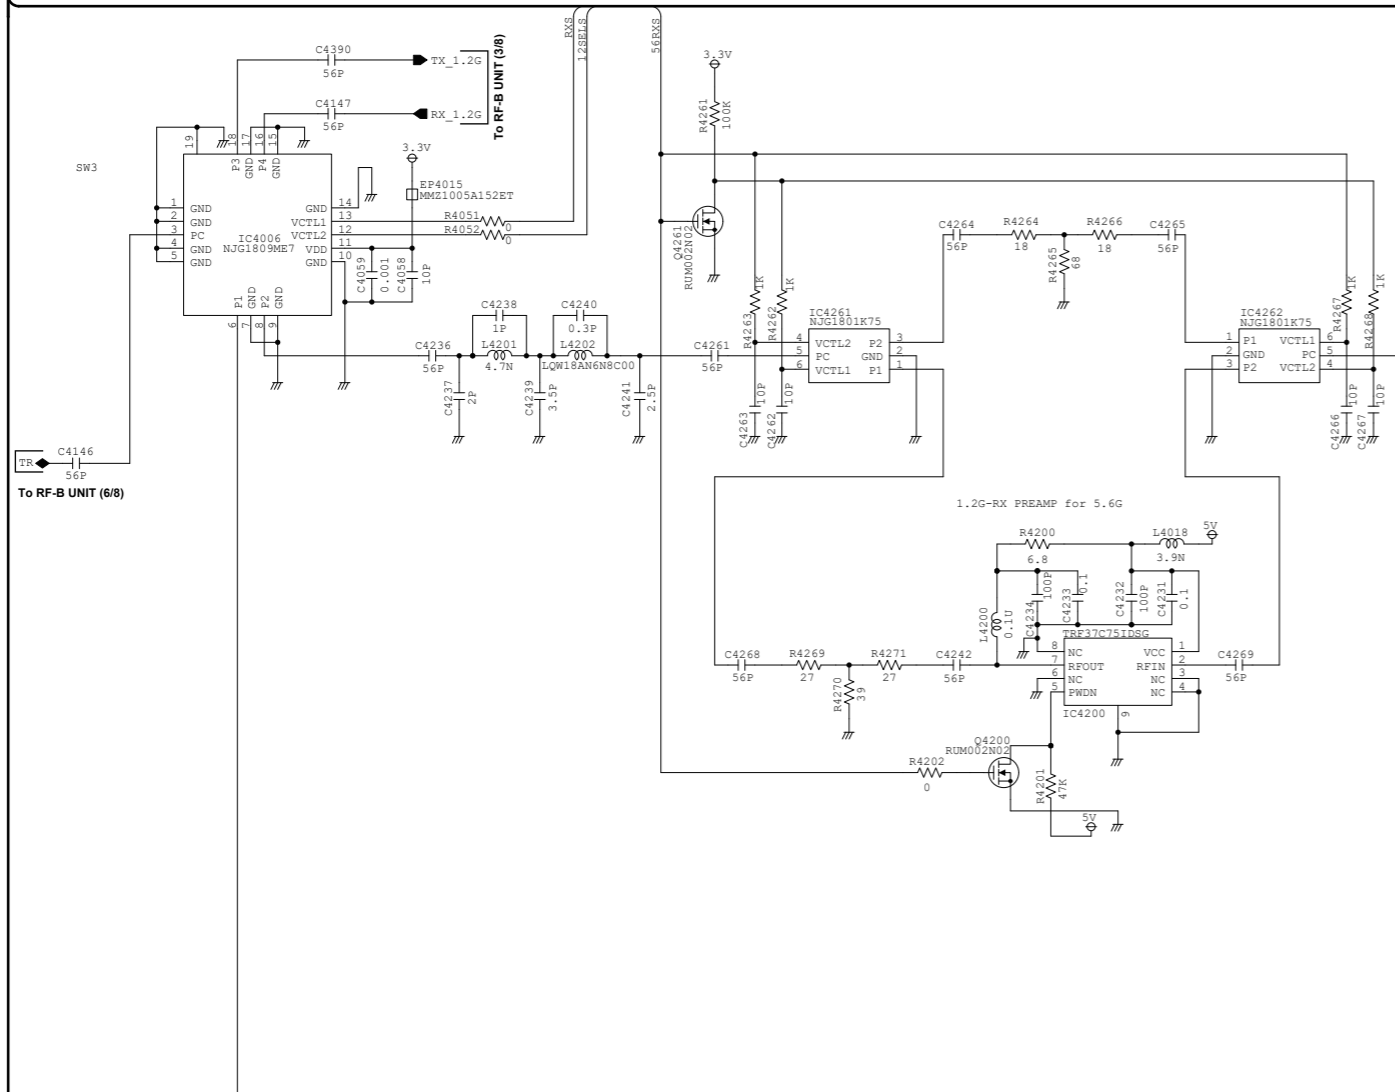 RXS
12SELS
56RXS
C4390
56P
TX_1.2G
C4147
56P
RX_1.2G
To RF-B UNIT (3/8)
3.3V
R4261
100K
SW3
19
18
17
16
15
P3
GND
P4
GND
3.3V
EP4015
MMZ1005A152ET
1 GND
2 GND
3 PC
4 GND
5 GND
IC4006
NJG1809ME7
GND 14
VCTL1 13
VCTL2 12
VDD 11
GND 10
R4051
0
R4052
0
C4059
0.001
C4058
10P
P1
GND
P2
GND
6
7
8
9
Q4261
RUM002N02
C4264
56P
R4264
18
R4265
68
R4266
18
C4265
56P
R4263
1K
R4262
1K
R4267
1K
R4268
1K
IC4261
NJG1801K75
4 VCTL2 P2 3
5 PC GND 2
6 VCTL1 P1 1
IC4262
NJG1801K75
1 P1 VCTL1 6
2 GND PC 5
3 P2 VCTL2 4
C4238
1P
L4201
4.7N
C4240
0.3P
L4202
LQW18AN6N8C00
C4236
56P
C4237
2P
C4239
3.5P
C4241
2.5P
C4261
56P
C4263
10P
C4262
10P
C4266
10P
C4267
10P
TR
C4146
56P
To RF-B UNIT (6/8)
1.2G-RX PREAMP for 5.6G
R4200
6.8
L4018
3.9N
5V
L4200
0.1U
C4234
100P
C4233
0.1
C4232
100P
C4231
0.1
TRF37C75IDSG
8 NC VCC 1
7 RFOUT RFIN 2
6 NC NC 3
5 PWDN NC 4
IC4200
9
C4268
56P
R4269
27
R4270
39
R4271
27
C4242
56P
C4269
56P
Q4200
RUM002N02
R4202
0
R4201
47K
5V